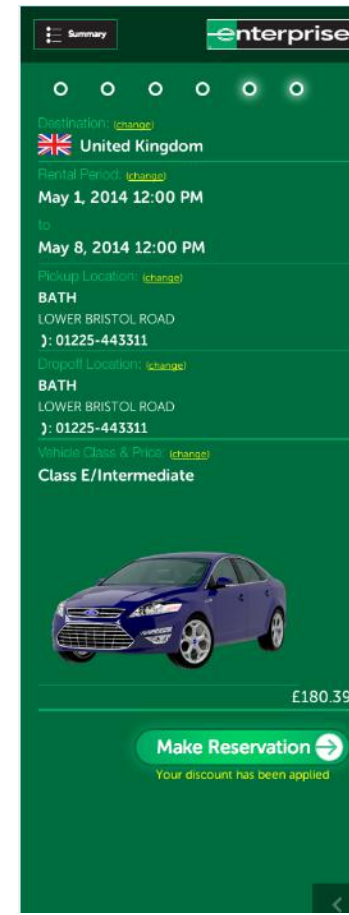 Summary
enterprise
Destination: (change)
United Kingdom
Rental Period: (change)
May 1, 2014 12:00 PM
to
May 8, 2014 12:00 PM
Pickup Location: (change)
BATH
LOWER BRISTOL ROAD
): 01225-443311
Dropoff Location: (change)
BATH
LOWER BRISTOL ROAD
): 01225-443311
Vehicle Class & Price: (change)
Class E/Intermediate
£180.39
Make Reservation
Your discount has been applied